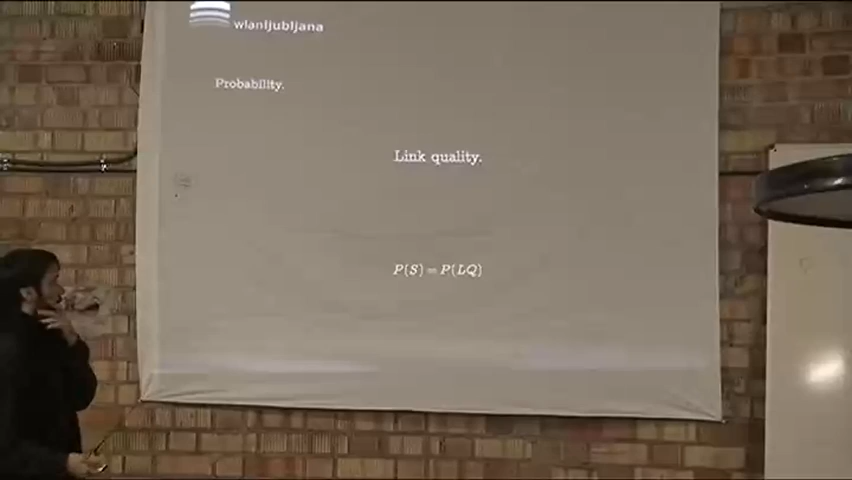 wlanljubljana
Probability.
Link quality.
P(S) = P(LQ)